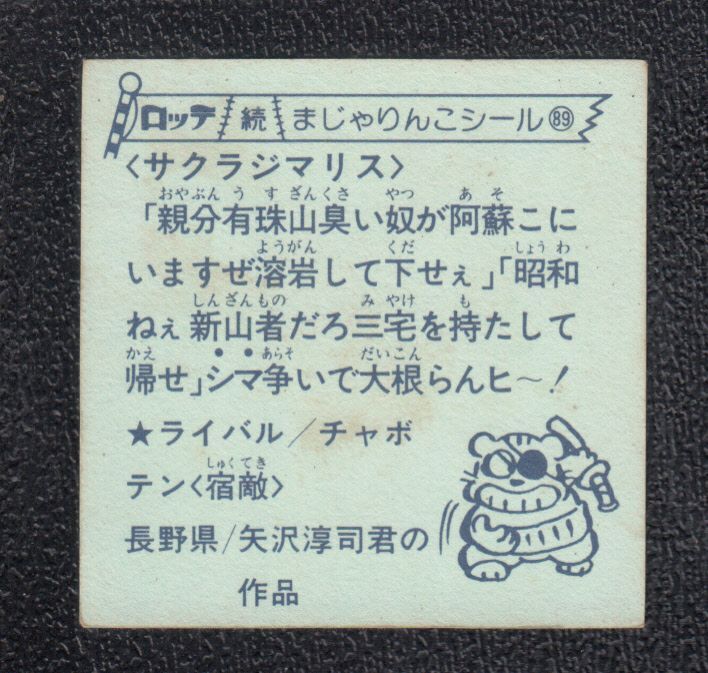 ロッテ 続 まじゃりんこシール 89
〈サクラジマリス〉
おやぶん う す ざんくさ やつ あ そ
「親分有珠山臭い奴が阿蘇こに
ようがん くだ しょう わ
いますぜ溶岩して下せぇ」「昭和
しんざんもの み やけ も
ねぇ新山者だろ三宅を持たして
かえ あらそ だいこん
帰せ」シマ争いで大根らんヒ〜!
★ライバル/チャボ
しゅくてき
テン〈宿敵〉
長野県/矢沢淳司君の
作品